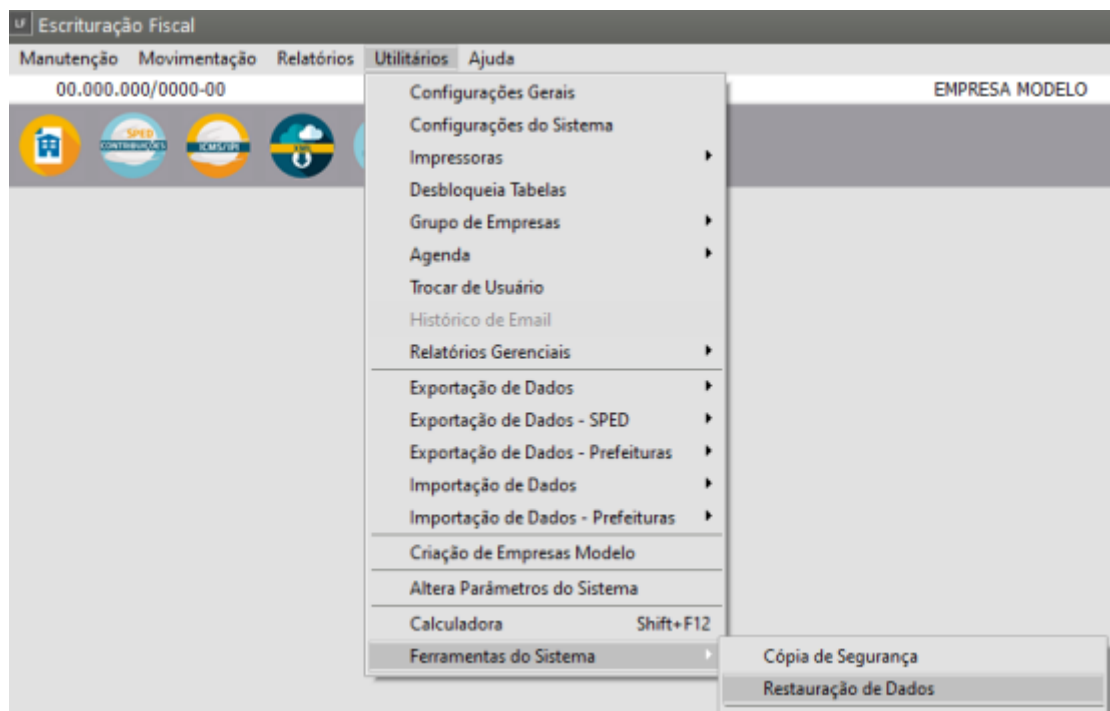 LF Escrituração Fiscal
Manutenção Movimentação Relatórios Utilitários Ajuda
00.000.000/0000-00 EMPRESA MODELO
SPED
CONTRIBUIÇÕES
ICMS/IPI
XML
Configurações Gerais
Configurações do Sistema
Impressoras
Desbloqueia Tabelas
Grupo de Empresas
Agenda
Trocar de Usuário
Histórico de Email
Relatórios Gerenciais
Exportação de Dados
Exportação de Dados - SPED
Exportação de Dados - Prefeituras
Importação de Dados
Importação de Dados - Prefeituras
Criação de Empresas Modelo
Altera Parâmetros do Sistema
Calculadora Shift+F12
Ferramentas do Sistema
Cópia de Segurança
Restauração de Dados